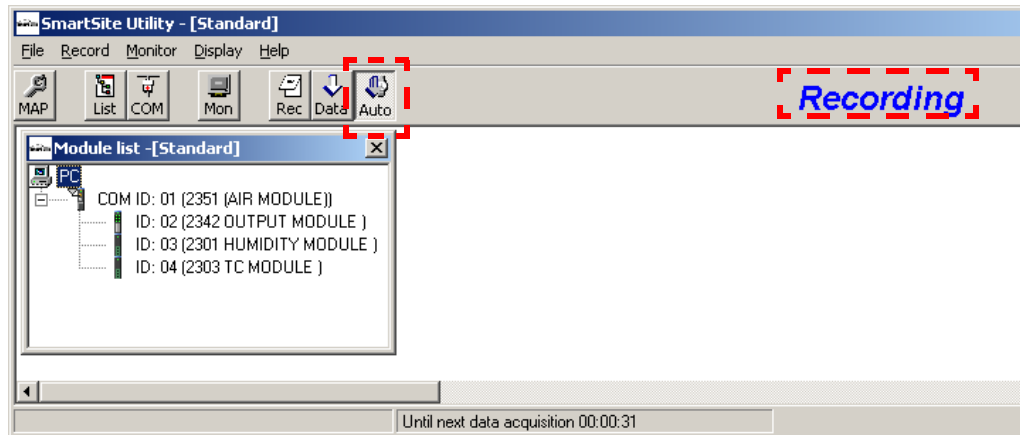 SmartSite Utility - [Standard]
File Record Monitor Display Help
MAP List COM Mon Rec Data Auto
Recording
Module list -[Standard]
PC
COM ID: 01 (2351 (AIR MODULE))
ID: 02 (2342 OUTPUT MODULE )
ID: 03 (2301 HUMIDITY MODULE )
ID: 04 (2303 TC MODULE )
Until next data acquisition 00:00:31